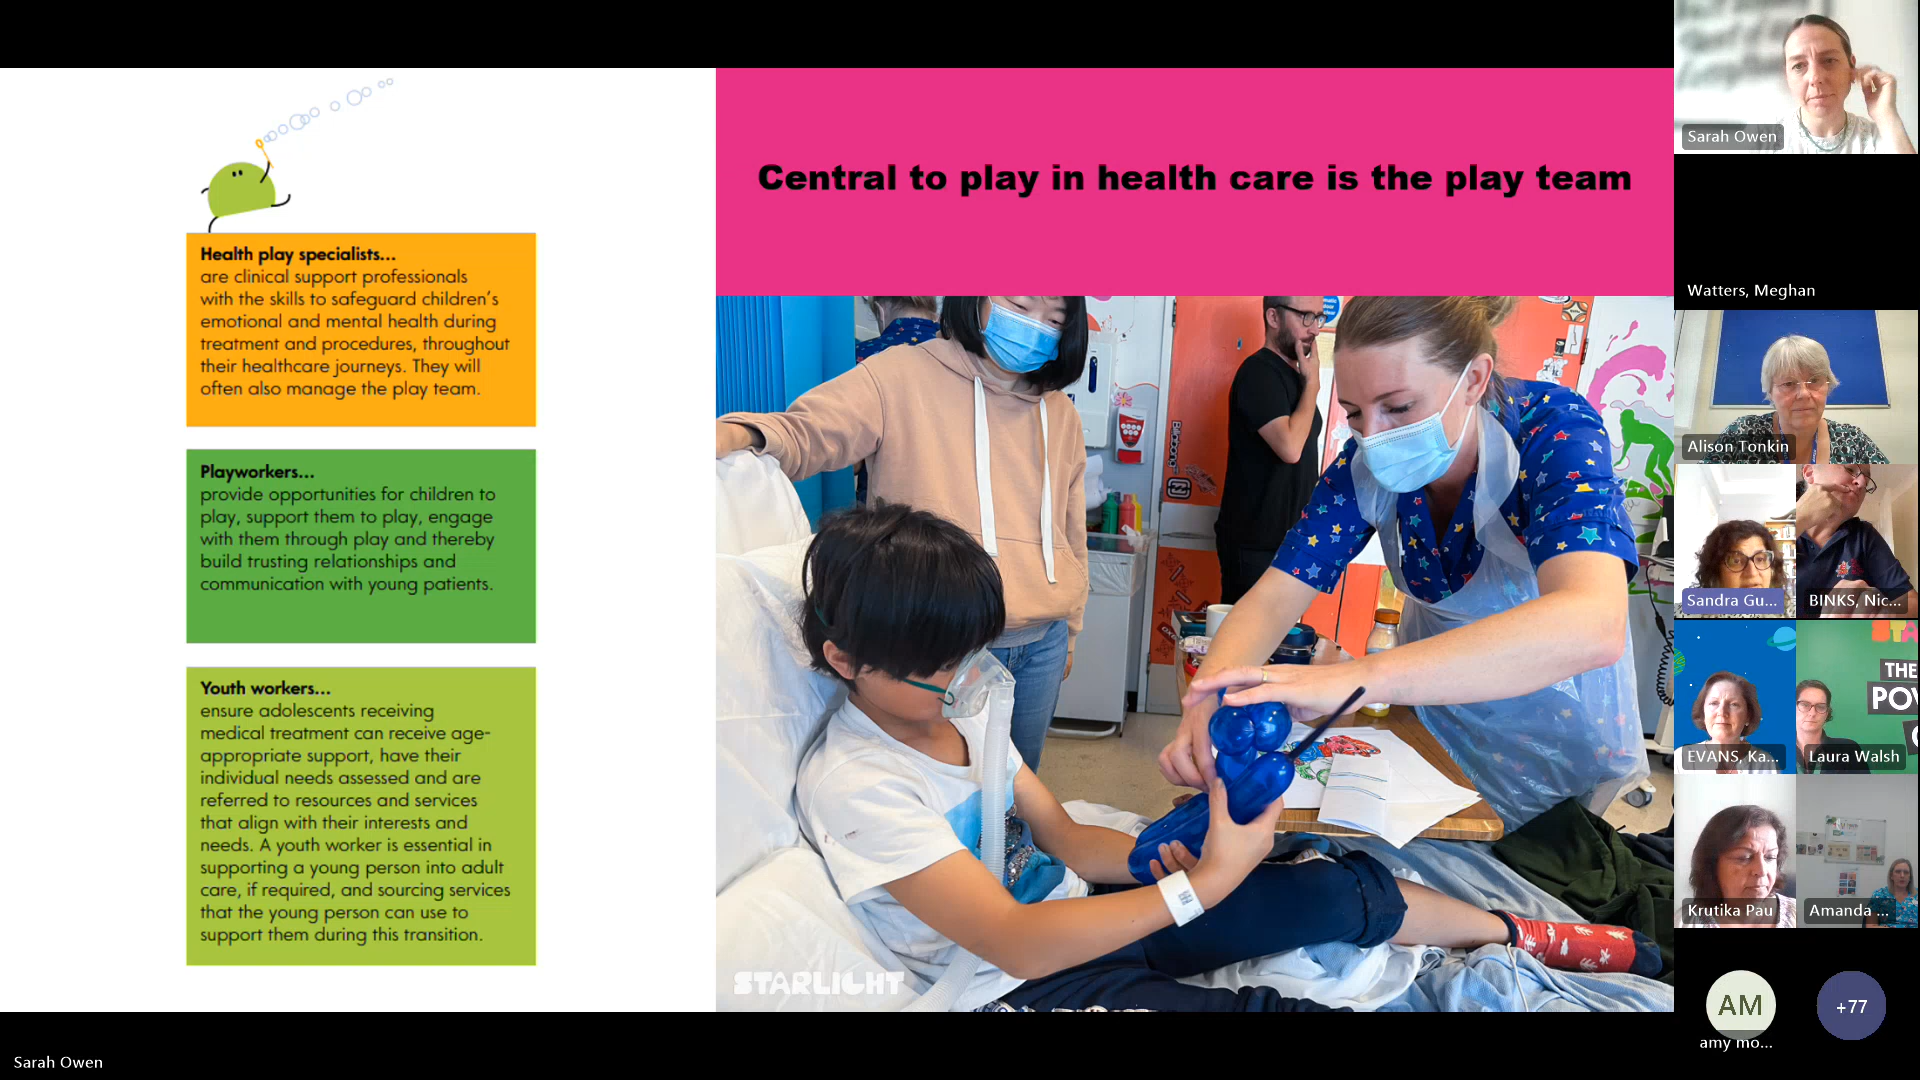 Central to play in health care is the play team
Health play specialists...
are clinical support professionals
with the skills to safeguard children's
emotional and mental health during
treatment and procedures, throughout
their healthcare journeys. They will
often also manage the play team.
Playworkers...
provide opportunities for children to
play, support them to play, engage
with them through play and thereby
build trusting relationships and
communication with young patients.
Youth workers...
ensure adolescents receiving
medical treatment can receive age-
appropriate support, have their
individual needs assessed and are
referred to resources and services
that align with their interests and
needs. A youth worker is essential in
supporting a young person into adult
care, if required, and sourcing services
that the young person can use to
support them during this transition.
STARLIGHT
Sarah Owen
Sarah Owen
Watters, Meghan
Alison Tonkin
Sandra Gu...
BINKS, Nic...
EVANS, Ka...
THE
POW
Laura Walsh
Krutika Pau
Amanda ...
AM
amy mo...
+77